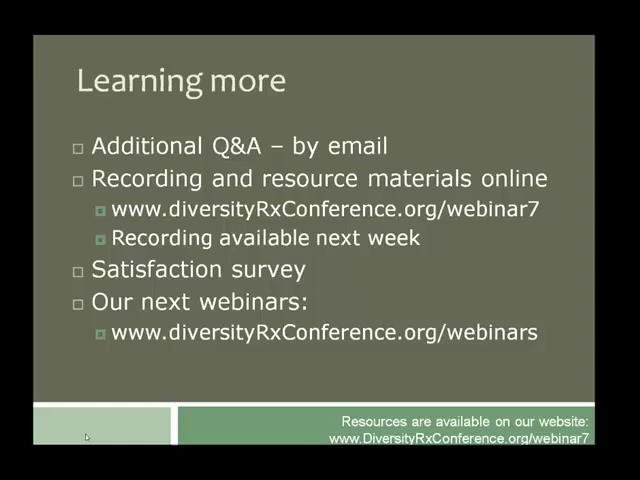 Learning more
Additional Q&A – by email
Recording and resource materials online
www.diversityRxConference.org/webinar7
Recording available next week
Satisfaction survey
Our next webinars:
www.diversityRxConference.org/webinars
Resources are available on our website:
www.DiversityRxConference.org/webinar7